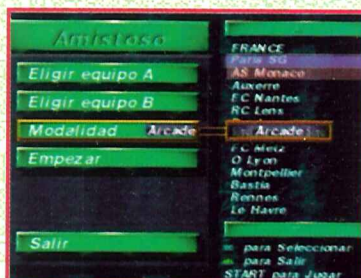 Amistoso
Eligir equipo A
Eligir equipo B
Modalidad Arcade
Empezar
Salir
FRANCE
Paris SG
AS Monaco
Auxerre
FC Nantes
RC Lens
Arcade
FC Metz
O Lyon
Montpellier
Bastia
Rennes
Le Havre
para Seleccionar
para Salir
START para Jugar